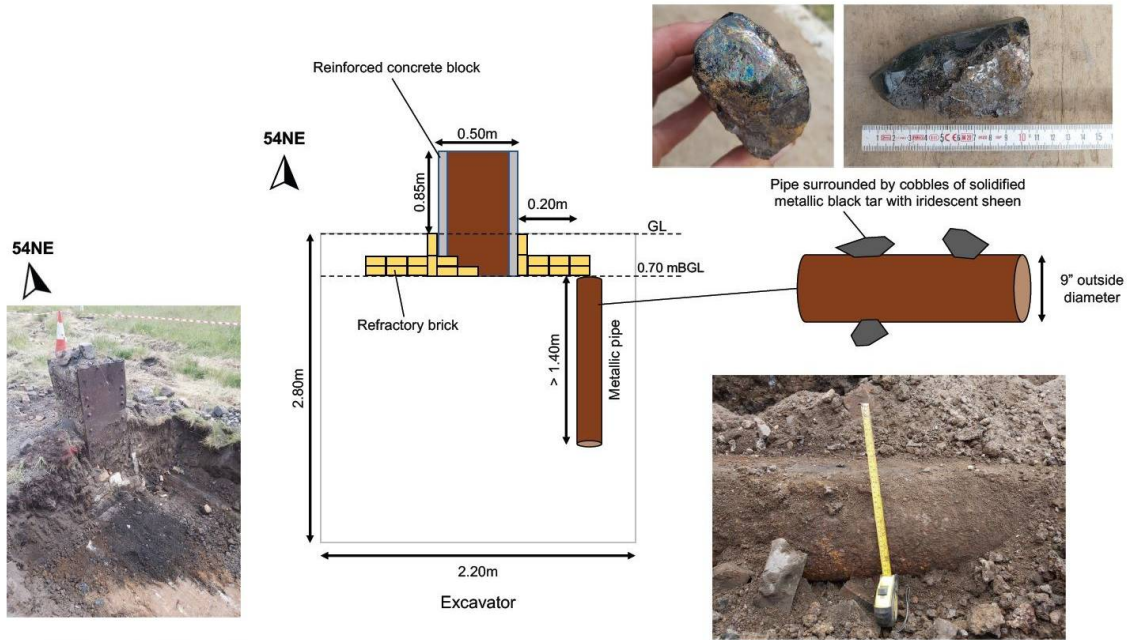 Reinforced concrete block
54NE
0.50m
0.85m
0.20m
GL
0.70 mBGL
Refractory brick
2.80m
> 1.40m
Metallic pipe
2.20m
Excavator
54NE
Pipe surrounded by cobbles of solidified
metallic black tar with iridescent sheen
9” outside
diameter